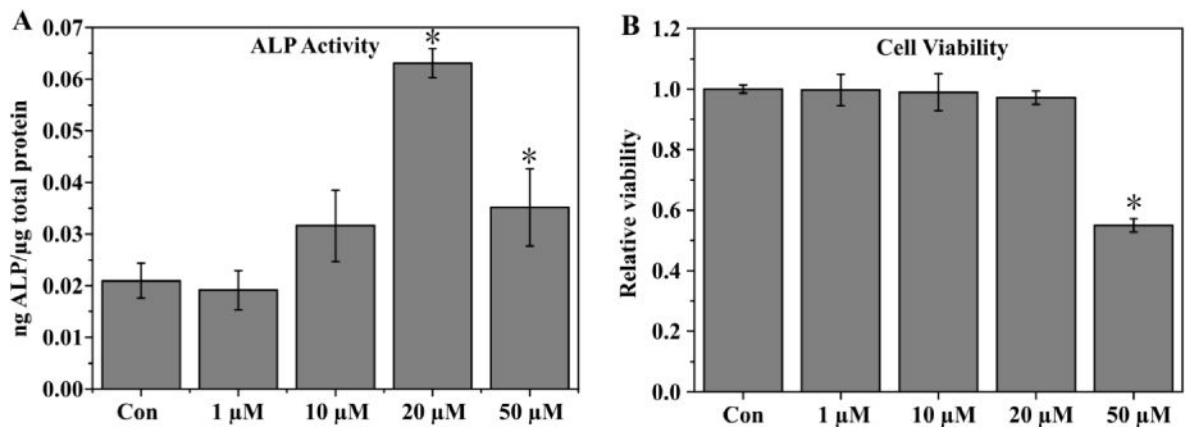 A
ALP Activity
ng ALP/µg total protein
0.07
0.06
0.05
0.04
0.03
0.02
0.01
0.00
*
*
Con 1 µM 10 µM 20 µM 50 µM
B
Cell Viability
Relative viability
1.2
1.0
0.8
0.6
0.4
0.2
0.0
*
Con 1 µM 10 µM 20 µM 50 µM